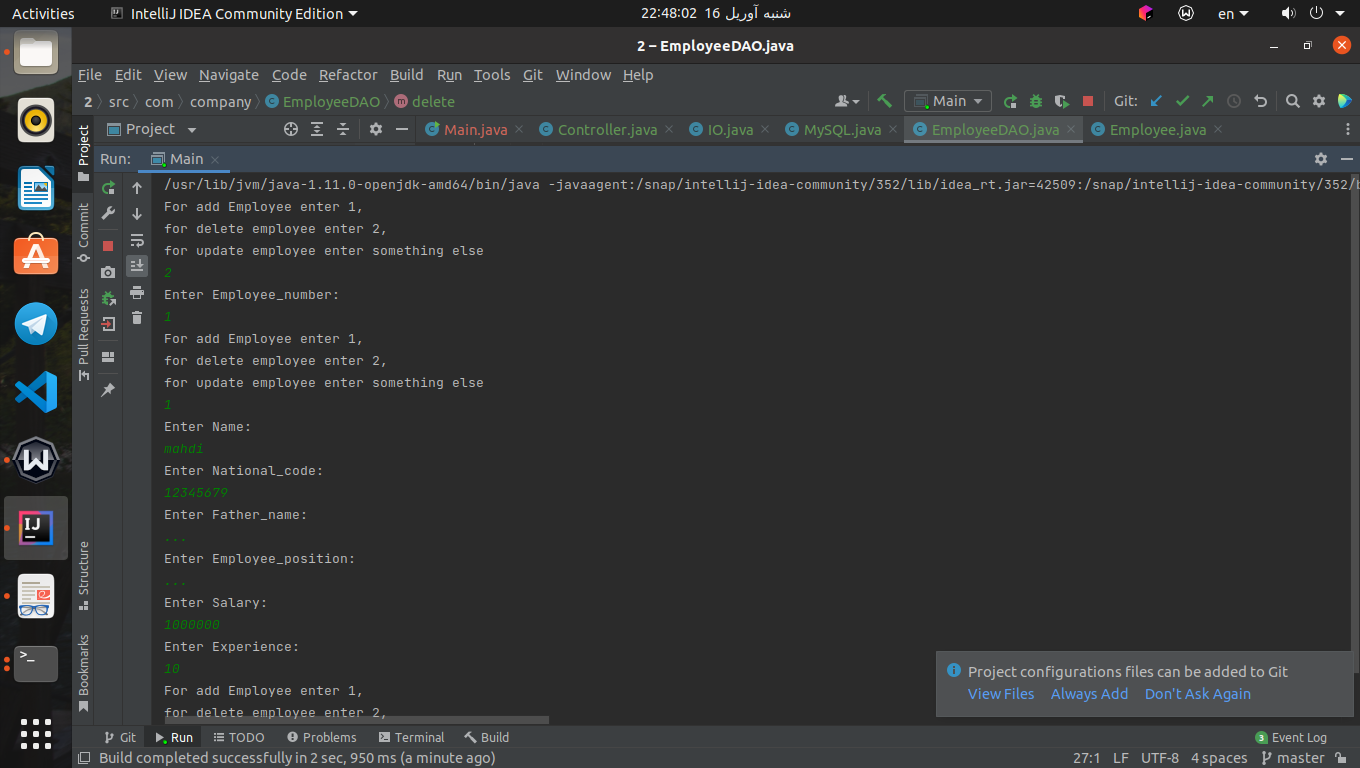 Activities
IntelliJ IDEA Community Edition
22:48:02 16 شنبه آوریل
en
2 – EmployeeDAO.java
File Edit View Navigate Code Refactor Build Run Tools Git Window Help
2 src com company EmployeeDAO delete
Main
Git:
Project
Main.java
Controller.java
IO.java
MySQL.java
EmployeeDAO.java
Employee.java
Run: Main
Project
Commit
Pull Requests
Structure
Bookmarks
/usr/lib/jvm/java-1.11.0-openjdk-amd64/bin/java -javaagent:/snap/intellij-idea-community/352/lib/idea_rt.jar=42509:/snap/intellij-idea-community/352/b
For add Employee enter 1,
for delete employee enter 2,
for update employee enter something else
2
Enter Employee_number:
1
For add Employee enter 1,
for delete employee enter 2,
for update employee enter something else
1
Enter Name:
mahdi
Enter National_code:
12345679
Enter Father_name:
...
Enter Employee_position:
...
Enter Salary:
1000000
Enter Experience:
10
For add Employee enter 1,
for delete employee enter 2,
Project configurations files can be added to Git
View Files Always Add Don't Ask Again
Git Run TODO Problems Terminal Build
3 Event Log
Build completed successfully in 2 sec, 950 ms (a minute ago)
27:1 LF UTF-8 4 spaces master